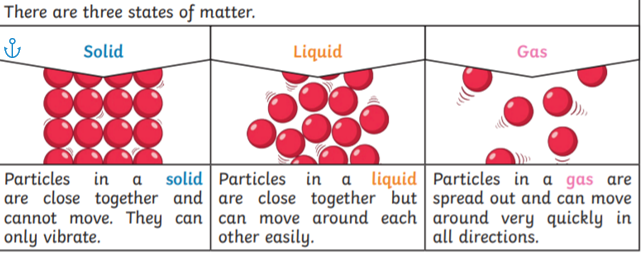 There are three states of matter.
Solid
Liquid
Gas
Particles in a solid
are close together and
cannot move. They can
only vibrate.
Particles in a liquid
are close together but
can move around each
other easily.
Particles in a gas are
spread out and can move
around very quickly in
all directions.